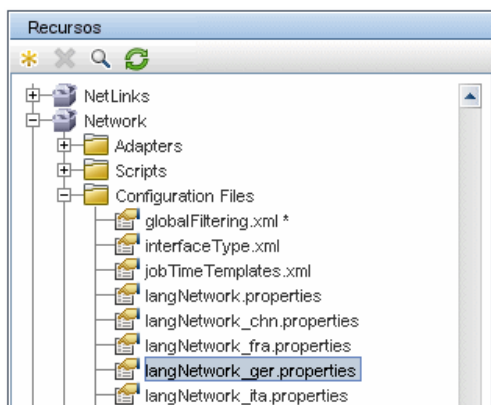 Recursos
NetLinks
Network
Adapters
Scripts
Configuration Files
globalFiltering.xml *
interfaceType.xml
jobTimeTemplates.xml
langNetwork.properties
langNetwork_chn.properties
langNetwork_fra.properties
langNetwork_ger.properties
langNetwork_ita.properties